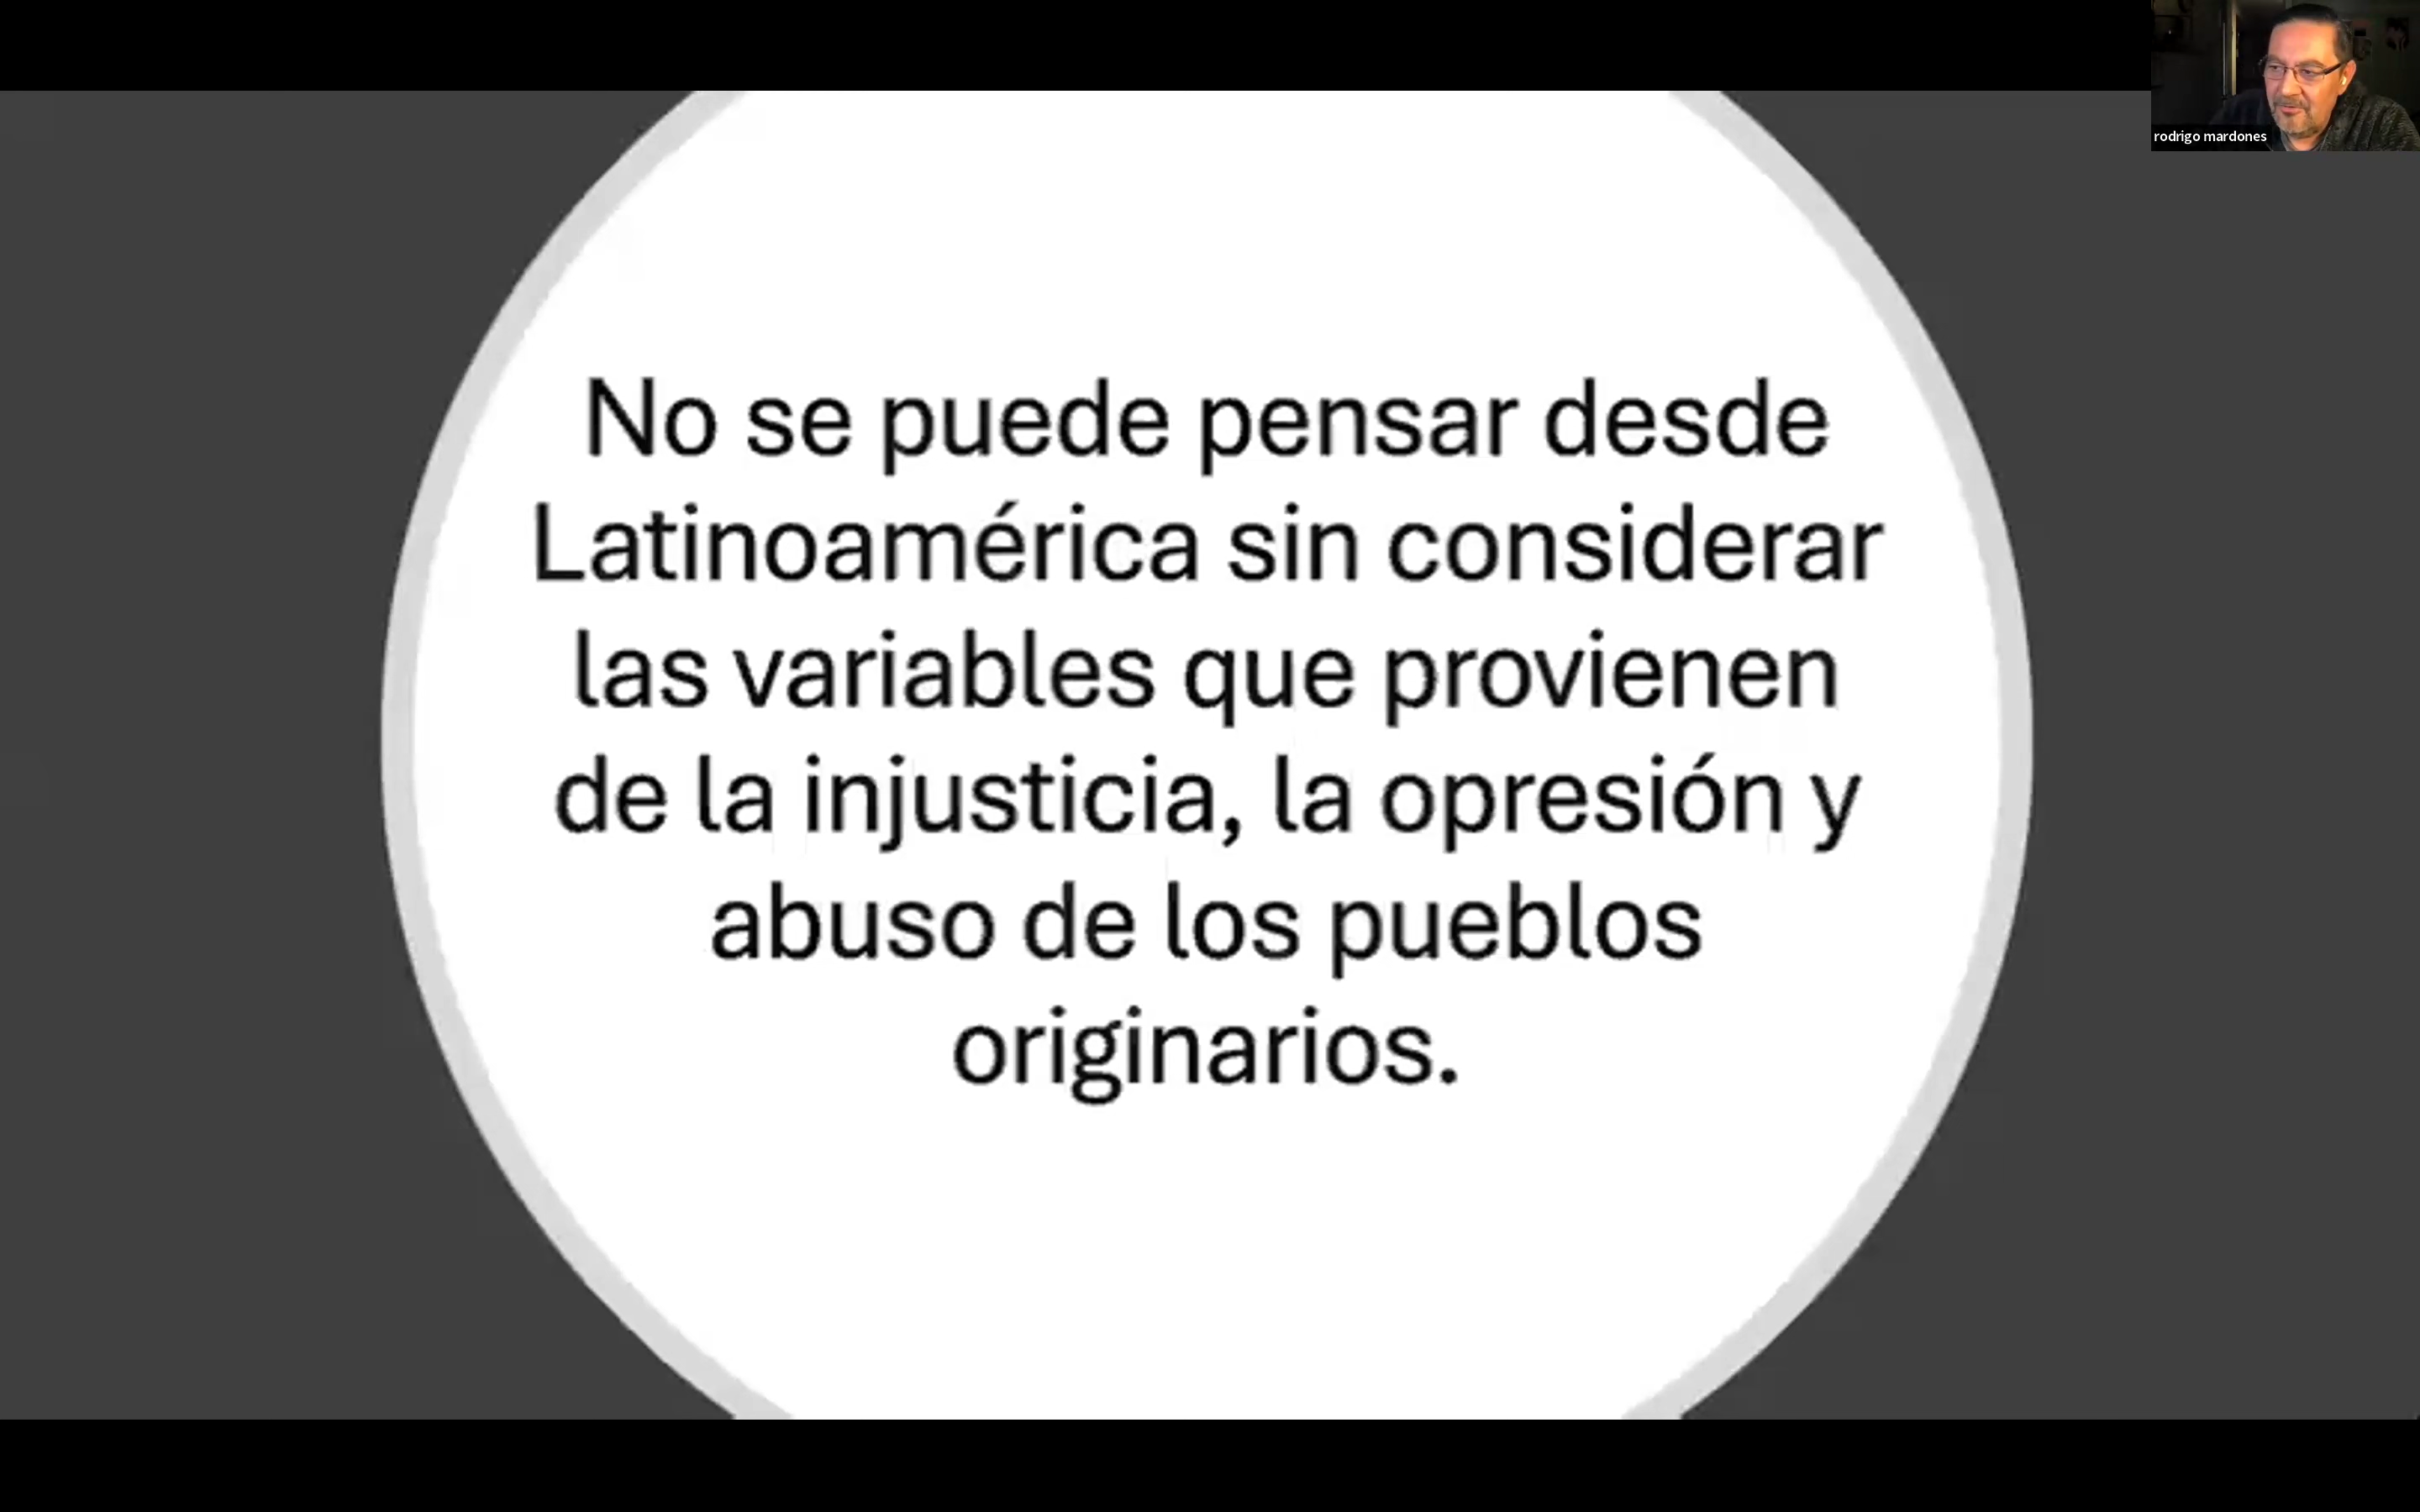 rodrigo mardones
No se puede pensar desde
Latinoamérica sin considerar
las variables que provienen
de la injusticia, la opresión y
abuso de los pueblos
originarios.